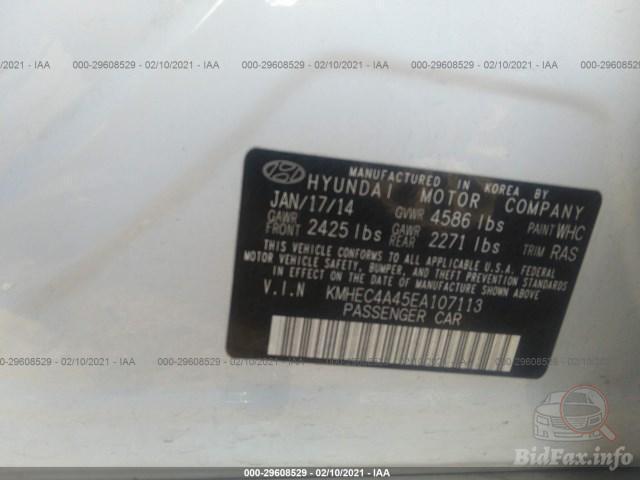 /2021 - IAA 000-29608529 - 02/10/2021 - IAA 000-29608529 - 02/10/2021 - IAA 000-29608529 - 02/10
MANUFACTURED IN KOREA BY
HYUNDAI MOTOR COMPANY
JAN/17/14 GVWR 4586 lbs PAINT WHC
GAWR FRONT 2425 lbs GAWR REAR 2271 lbs TRIM RAS
THIS VEHICLE CONFORMS TO ALL APPLICABLE U.S.A. FEDERAL
MOTOR VEHICLE SAFETY, BUMPER, AND THEFT PREVENTION STANDARDS
IN EFFECT ON THE DATE OF MANUFACTURE SHOWN ABOVE.
V.I.N KMHEC4A45EA107113
PASSENGER CAR
/2021 - IAA 000-29608529 - 02/10/2021 - IAA 000-29608529 - 02/10/2021 - IAA 000-29608529 - 02/10
BidFax.info
000-29608529 - 02/10/2021 - IAA